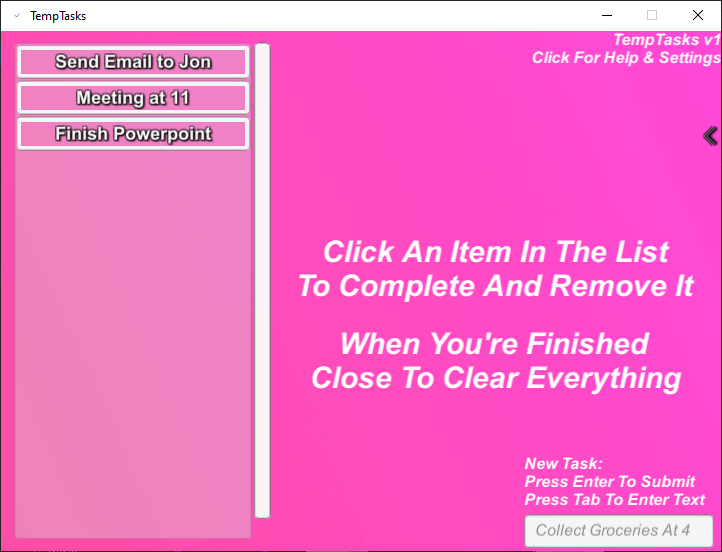 TempTasks
TempTasks v1
Click For Help & Settings
Send Email to Jon
Meeting at 11
Finish Powerpoint
Click An Item In The List
To Complete And Remove It
When You're Finished
Close To Clear Everything
New Task:
Press Enter To Submit
Press Tab To Enter Text
Collect Groceries At 4